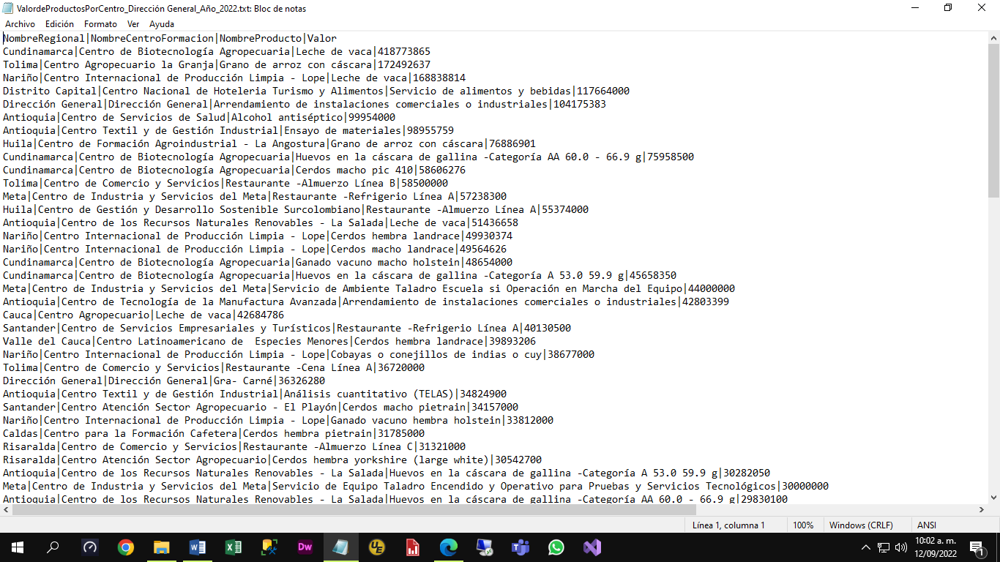 ValordeProductosPorCentro_Dirección General_Año_2022.txt: Bloc de notas
Archivo Edición Formato Ver Ayuda
NombreRegional|NombreCentroFormacion|NombreProducto|Valor
Cundinamarca|Centro de Biotecnología Agropecuaria|Leche de vaca|418773865
Tolima|Centro Agropecuario la Granja|Grano de arroz con cáscara|172492637
Nariño|Centro Internacional de Producción Limpia - Lope|Leche de vaca|168838814
Distrito Capital|Centro Nacional de Hoteleria Turismo y Alimentos|Servicio de alimentos y bebidas|117664000
Dirección General|Dirección General|Arrendamiento de instalaciones comerciales o industriales|104175383
Antioquia|Centro de Servicios de Salud|Alcohol antiséptico|99954000
Antioquia|Centro Textil y de Gestión Industrial|Ensayo de materiales|98955759
Huila|Centro de Formación Agroindustrial - La Angostura|Grano de arroz con cáscara|76886901
Cundinamarca|Centro de Biotecnología Agropecuaria|Huevos en la cáscara de gallina -Categoría AA 60.0 - 66.9 g|75958500
Cundinamarca|Centro de Biotecnología Agropecuaria|Cerdos macho pic 410|58606276
Tolima|Centro de Comercio y Servicios|Restaurante -Almuerzo Línea B|58500000
Meta|Centro de Industria y Servicios del Meta|Restaurante -Refrigerio Línea A|57238300
Huila|Centro de Gestión y Desarrollo Sostenible Surcolombiano|Restaurante -Almuerzo Línea A|55374000
Antioquia|Centro de los Recursos Naturales Renovables - La Salada|Leche de vaca|51436658
Nariño|Centro Internacional de Producción Limpia - Lope|Cerdos hembra landrace|49930374
Nariño|Centro Internacional de Producción Limpia - Lope|Cerdos macho landrace|49564626
Cundinamarca|Centro de Biotecnología Agropecuaria|Ganado vacuno macho holstein|48654000
Cundinamarca|Centro de Biotecnología Agropecuaria|Huevos en la cáscara de gallina -Categoría A 53.0 59.9 g|45658350
Meta|Centro de Industria y Servicios del Meta|Servicio de Ambiente Taladro Escuela si Operación en Marcha del Equipo|44000000
Antioquia|Centro de Tecnología de la Manufactura Avanzada|Arrendamiento de instalaciones comerciales o industriales|42803399
Cauca|Centro Agropecuario|Leche de vaca|42684786
Santander|Centro de Servicios Empresariales y Turísticos|Restaurante -Refrigerio Línea A|40130500
Valle del Cauca|Centro Latinoamericano de  Especies Menores|Cerdos hembra landrace|39893206
Nariño|Centro Internacional de Producción Limpia - Lope|Cobayas o conejillos de indias o cuy|38677000
Tolima|Centro de Comercio y Servicios|Restaurante -Cena Línea A|36720000
Dirección General|Dirección General|Gra- Carné|36326280
Antioquia|Centro Textil y de Gestión Industrial|Análisis cuantitativo (TELAS)|34824900
Santander|Centro Atención Sector Agropecuario - El Playón|Cerdos macho pietrain|34157000
Nariño|Centro Internacional de Producción Limpia - Lope|Ganado vacuno hembra holstein|33812000
Caldas|Centro para la Formación Cafetera|Cerdos hembra pietrain|31785000
Risaralda|Centro de Comercio y Servicios|Restaurante -Almuerzo Línea C|31321000
Risaralda|Centro Atención Sector Agropecuario|Cerdos hembra yorkshire (large white)|30542700
Antioquia|Centro de los Recursos Naturales Renovables - La Salada|Huevos en la cáscara de gallina -Categoría A 53.0 59.9 g|30282050
Meta|Centro de Industria y Servicios del Meta|Servicio de Equipo Taladro Encendido y Operativo para Pruebas y Servicios Tecnológicos|30000000
Antioquia|Centro de los Recursos Naturales Renovables - La Salada|Huevos en la cáscara de gallina -Categoría AA 60.0 - 66.9 g|29830100
Línea 1, columna 1 100% Windows (CRLF) ANSI
Dw UE 10:02 a. m.
12/09/2022 1